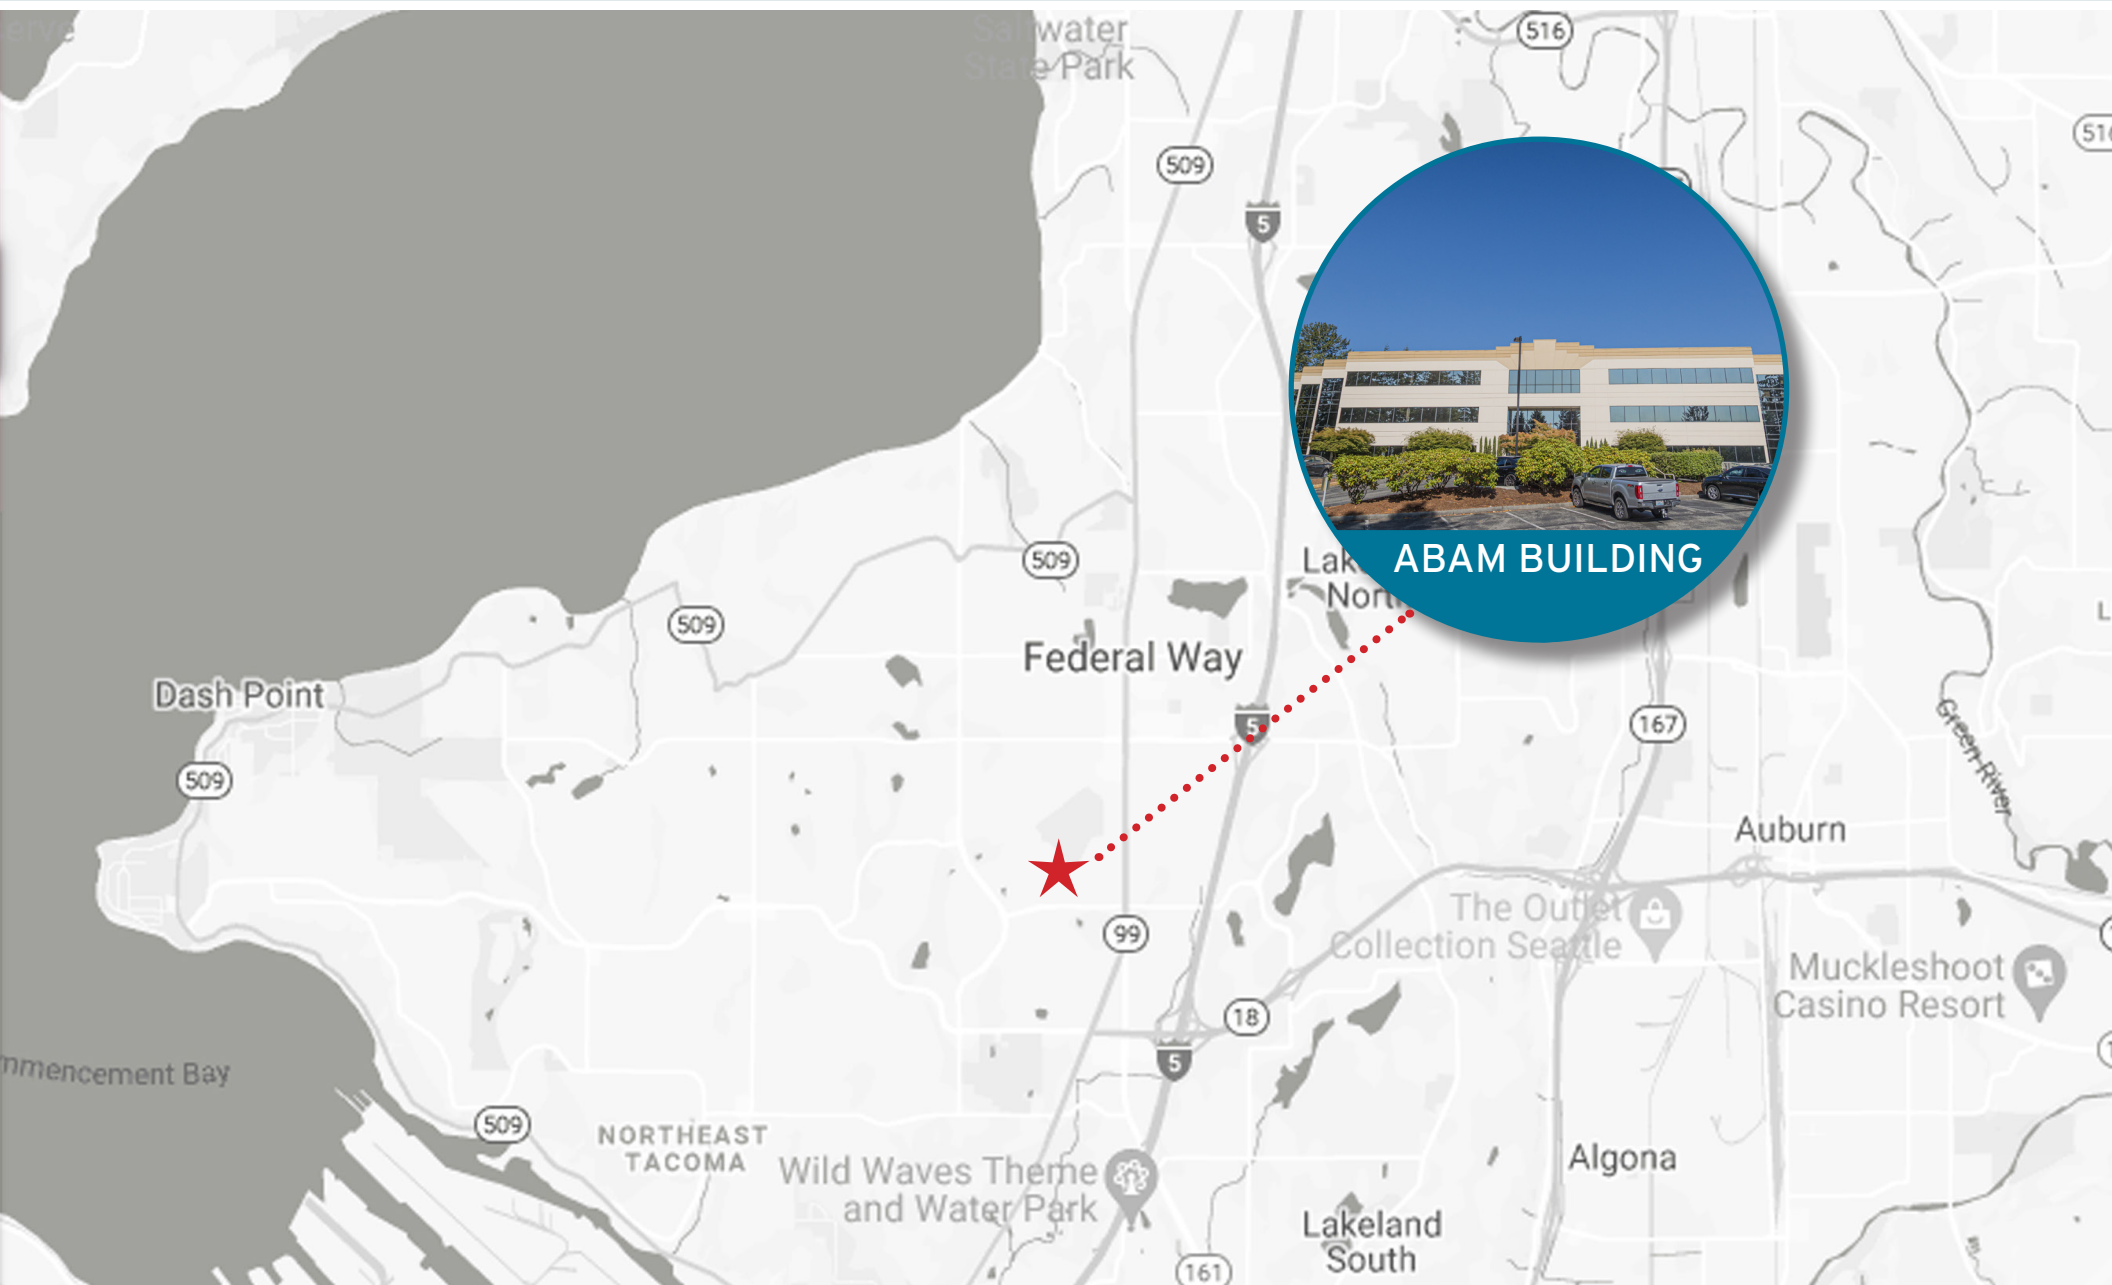 Saltwater
State Park
516
516
509
5
ABAM BUILDING
509
509
Federal Way
Dash Point
5
167
509
Green River
Auburn
The Outlet
Collection Seattle
99
Muckleshoot
Casino Resort
18
5
Bay
509
NORTHEAST
TACOMA
Algona
Wild Waves Theme
and Water Park
Lakeland
South
161